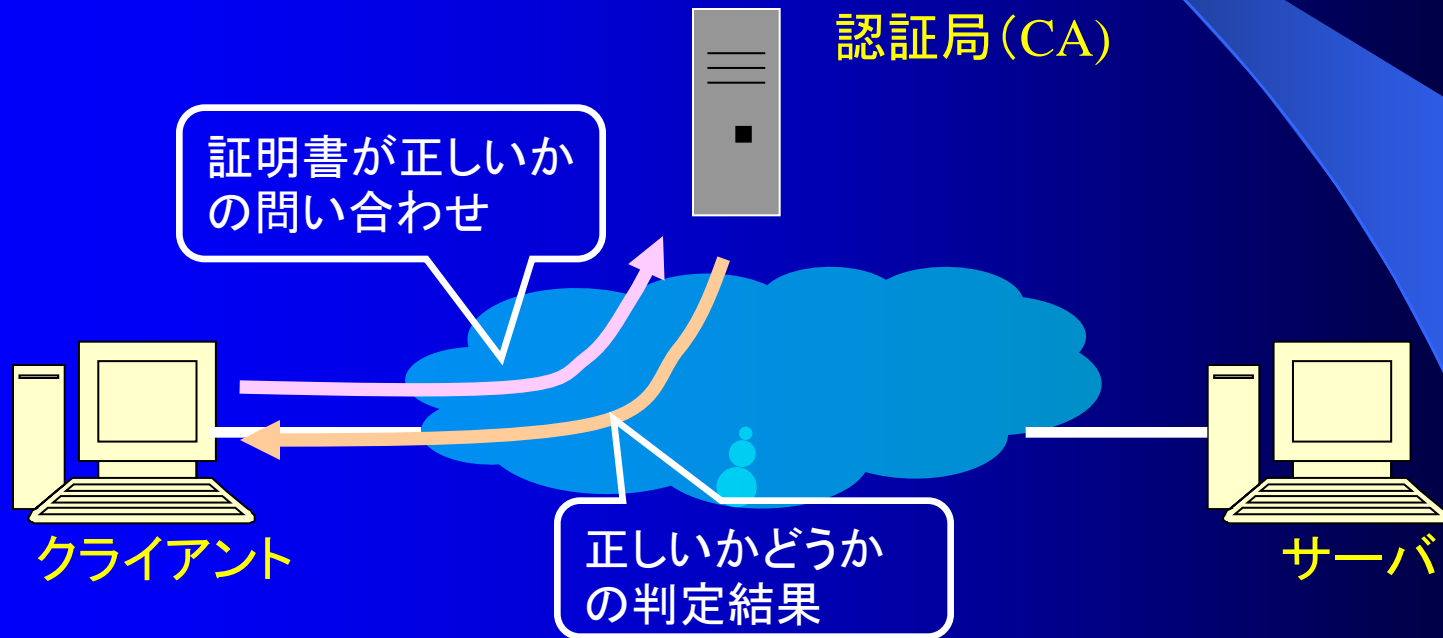 認証局（CA）
証明書が正しいか
の問い合わせ
クライアント
正しいかどうか
の判定結果
サーバ